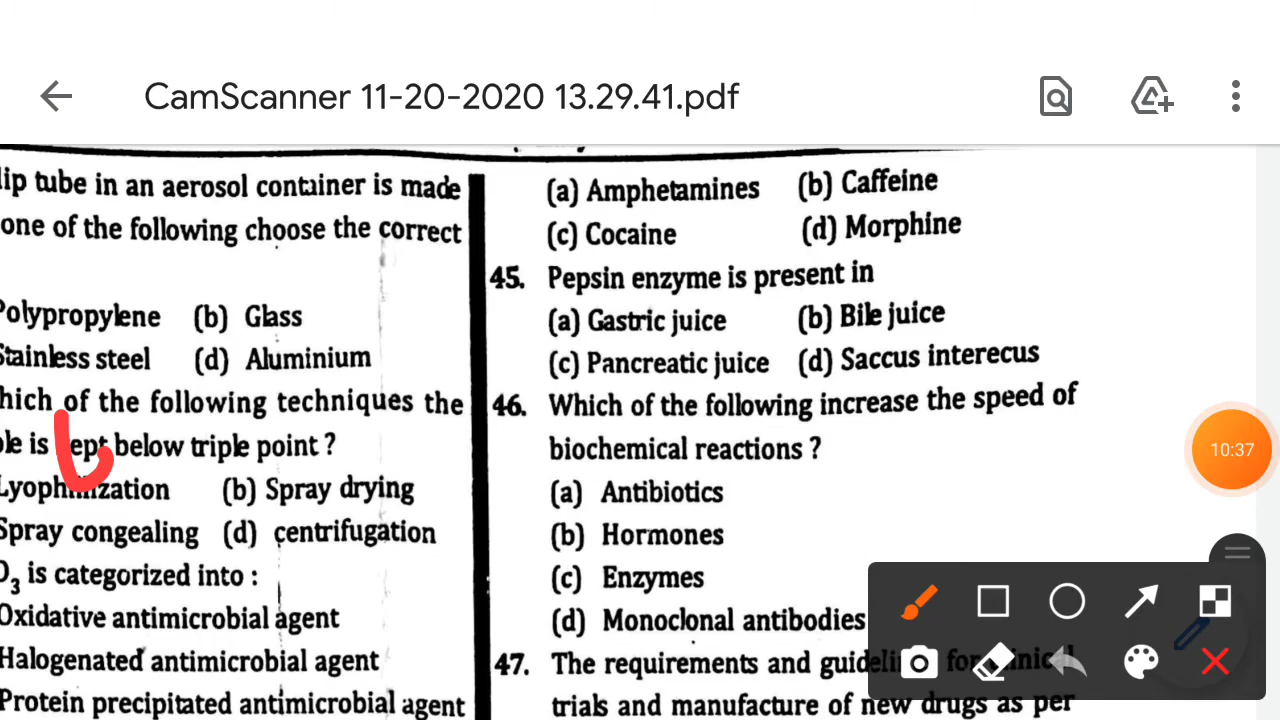 CamScanner 11-20-2020 13.29.41.pdf
lip tube in an aerosol container is made
one of the following choose the correct
Polypropylene (b) Glass
Stainless steel (d) Aluminium
hich of the following techniques the
ple is kept below triple point ?
Lyophilization (b) Spray drying
Spray congealing (d) centrifugation
O3 is categorized into :
Oxidative antimicrobial agent
Halogenated antimicrobial agent
Protein precipitated antimicrobial agent
(a) Amphetamines (b) Caffeine
(c) Cocaine (d) Morphine
45. Pepsin enzyme is present in
(a) Gastric juice (b) Bile juice
(c) Pancreatic juice (d) Saccus interecus
46. Which of the following increase the speed of
biochemical reactions ?
(a) Antibiotics
(b) Hormones
(c) Enzymes
(d) Monoclonal antibodies
47. The requirements and guidelin for clinical
trials and manufacture of new drugs as per
10:37